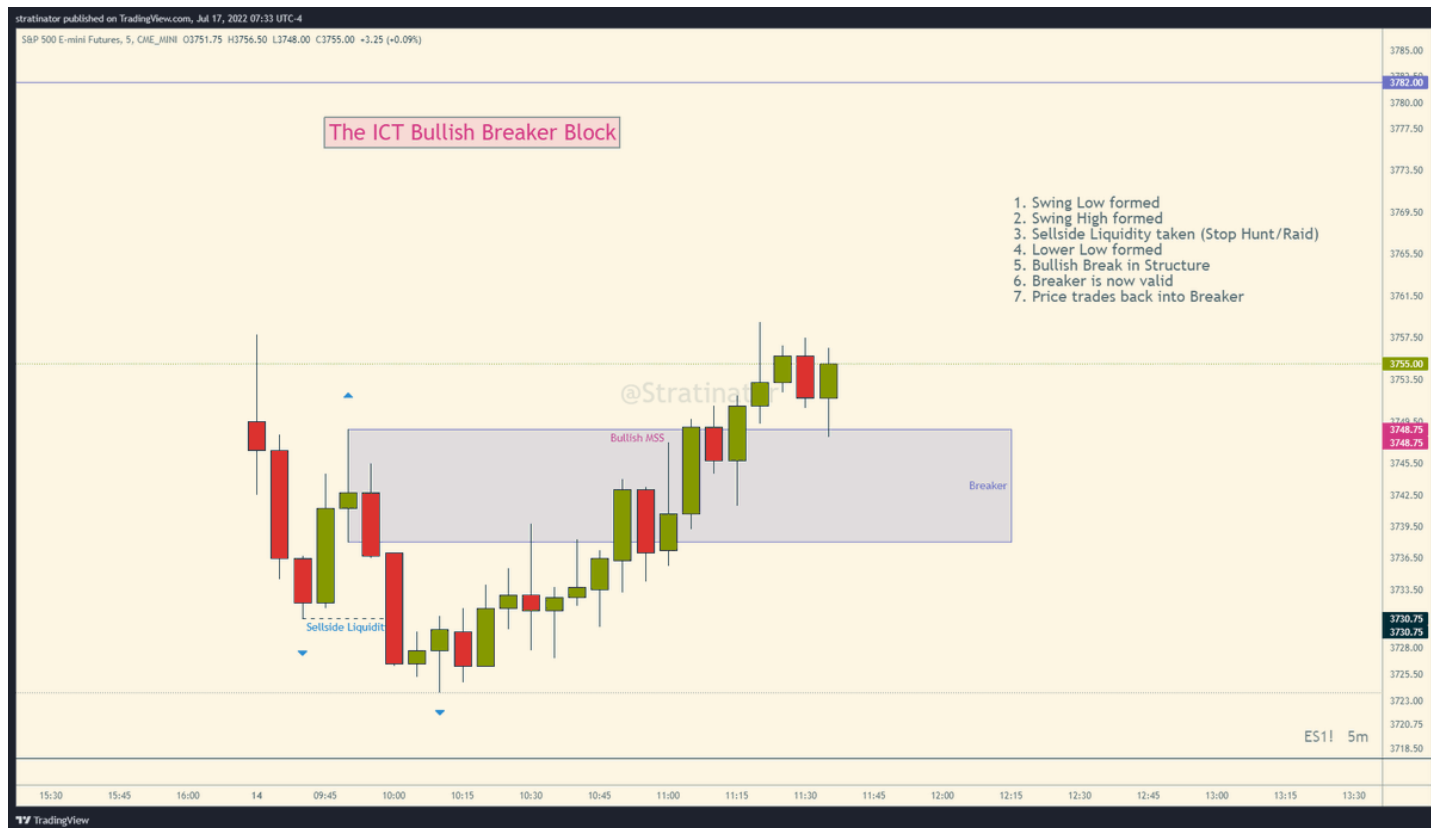 stratinator published on TradingView.com, Jul 17, 2022 07:33 UTC-4
S&P 500 E-mini Futures, 5, CME_MINI O3751.75 H3756.50 L3748.00 C3755.00 +3.25 (+0.09%)
The ICT Bullish Breaker Block
1. Swing Low formed
2. Swing High formed
3. Sellside Liquidity taken (Stop Hunt/Raid)
4. Lower Low formed
5. Bullish Break in Structure
6. Breaker is now valid
7. Price trades back into Breaker
@Stratinator
Bullish MSS
Breaker
Sellside Liquidity
ES1! 5m
3785.00
3782.00
3780.00
3777.50
3773.50
3769.50
3765.50
3761.50
3757.50
3755.00
3751.50
3749.50
3748.75
3748.75
3745.50
3742.50
3739.50
3736.50
3733.50
3730.75
3730.75
3728.00
3725.50
3723.00
3720.75
3718.50
15:30 15:45 16:00 14 09:45 10:00 10:15 10:30 10:45 11:00 11:15 11:30 11:45 12:00 12:15 12:30 12:45 13:00 13:15 13:30
TradingView